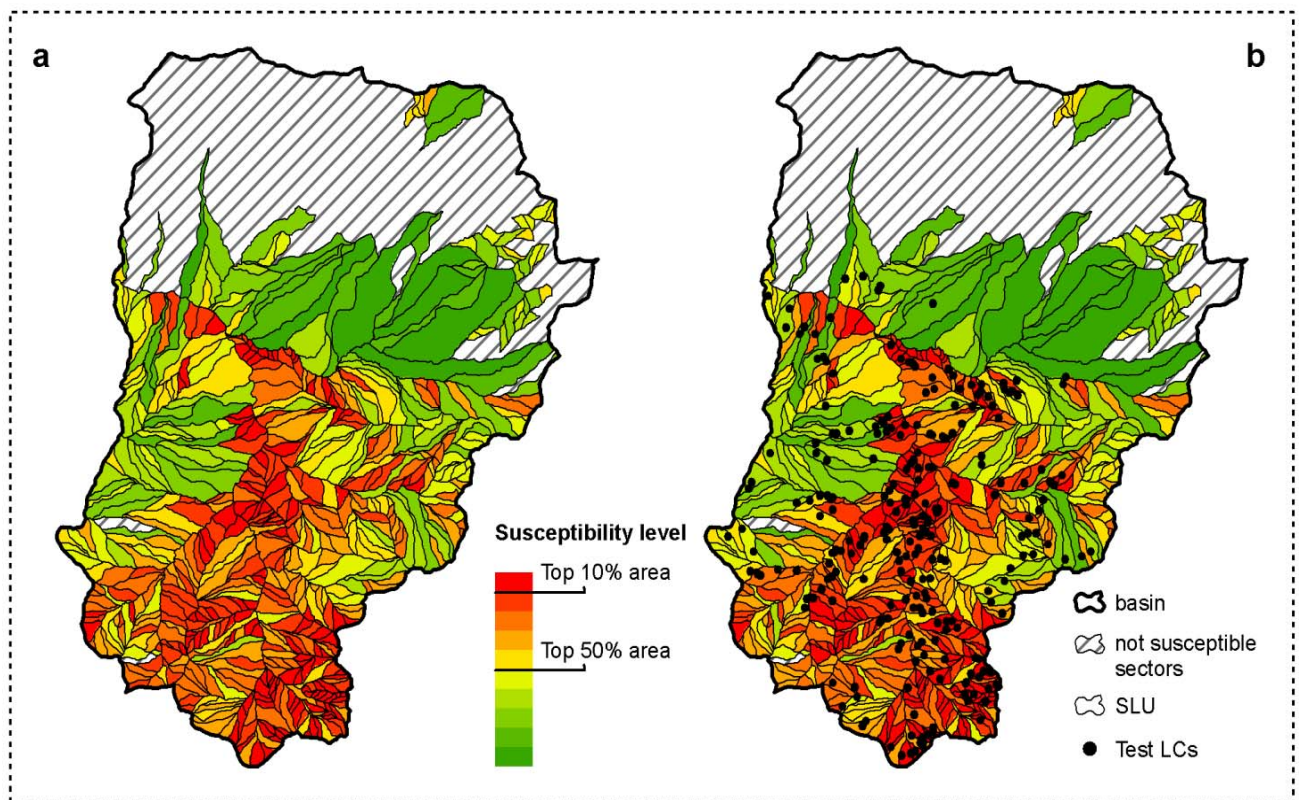 a
b
Susceptibility level
Top 10% area
Top 50% area
basin
not susceptible
sectors
SLU
Test LCs